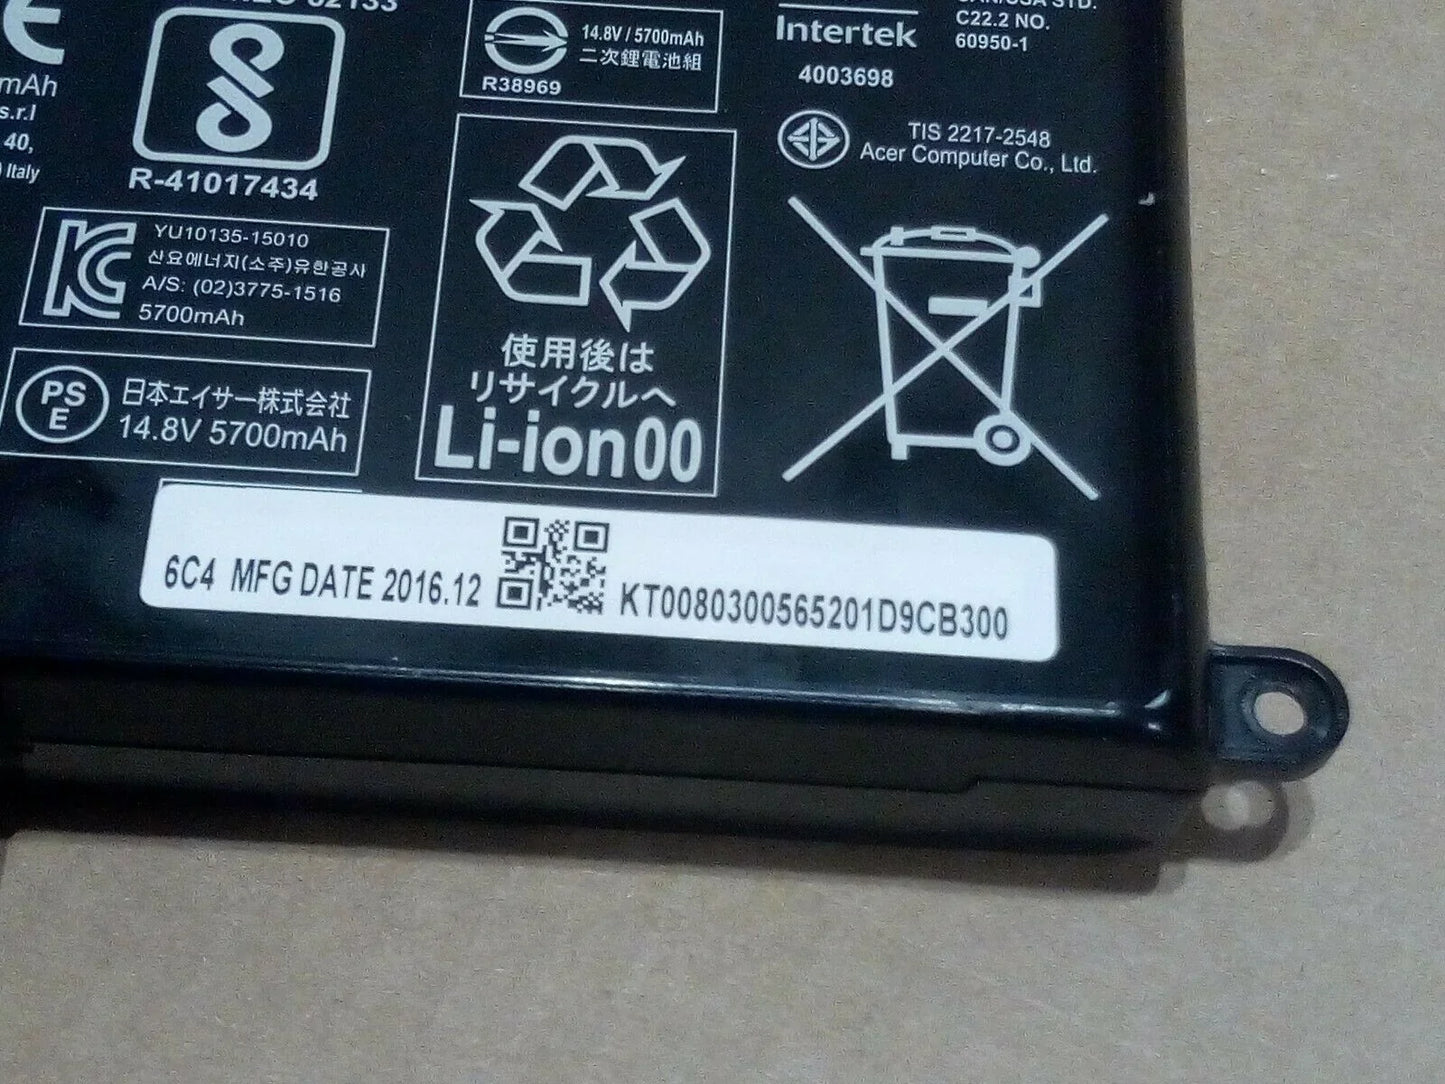 mAh
s.r.l
40,
Italy
R-41017434
14.8V / 5700mAh
二次鋰電池組
R38969
CAN/CSA STD.
C22.2 NO.
60950-1
Intertek
4003698
TIS 2217-2548
Acer Computer Co., Ltd.
YU10135-15010
산요에너지(소주)유한공사
A/S: (02)3775-1516
5700mAh
PS
E
日本エイサー株式会社
14.8V 5700mAh
使用後は
リサイクルへ
Li-ion00
6C4 MFG DATE 2016.12
KT0080300565201D9CB300